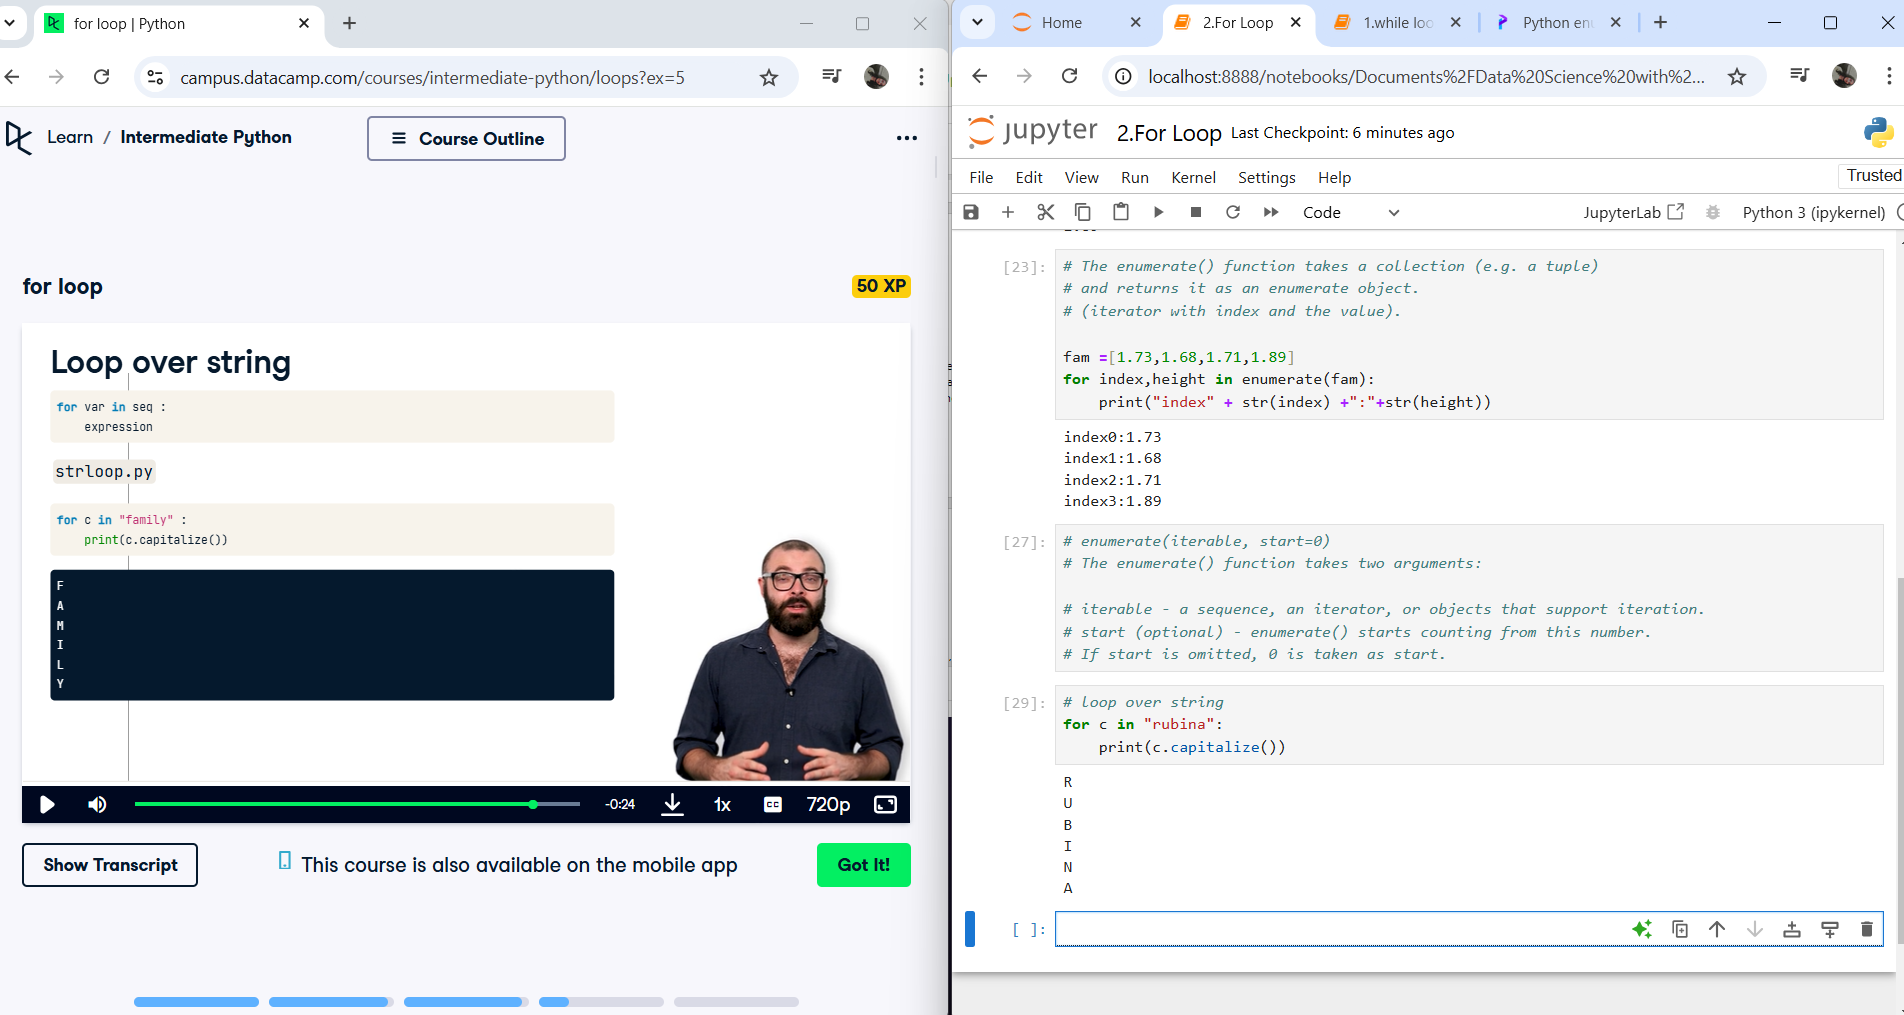 for loop | Python
campus.datacamp.com/courses/intermediate-python/loops?ex=5
Learn / Intermediate Python
Course Outline
for loop
50 XP
Loop over string
for var in seq :
    expression
strloop.py
for c in "family" :
    print(c.capitalize())
F
A
M
I
L
Y
-0:24
1x
CC
720p
Show Transcript
This course is also available on the mobile app
Got It!
Home
2.For Loop
1.while loo
Python en
localhost:8888/notebooks/Documents%2FData%20Science%20with%2...
jupyter
2.For Loop
Last Checkpoint: 6 minutes ago
File Edit View Run Kernel Settings Help
Trusted
Code
JupyterLab
Python 3 (ipykernel)
[23]:
# The enumerate() function takes a collection (e.g. a tuple)
# and returns it as an enumerate object.
# (iterator with index and the value).
fam =[1.73,1.68,1.71,1.89]
for index,height in enumerate(fam):
    print("index" + str(index) +":"+str(height))
index0:1.73
index1:1.68
index2:1.71
index3:1.89
[27]:
# enumerate(iterable, start=0)
# The enumerate() function takes two arguments:
# iterable - a sequence, an iterator, or objects that support iteration.
# start (optional) - enumerate() starts counting from this number.
# If start is omitted, 0 is taken as start.
[29]:
# loop over string
for c in "rubina":
    print(c.capitalize())
R
U
B
I
N
A
[ ]: